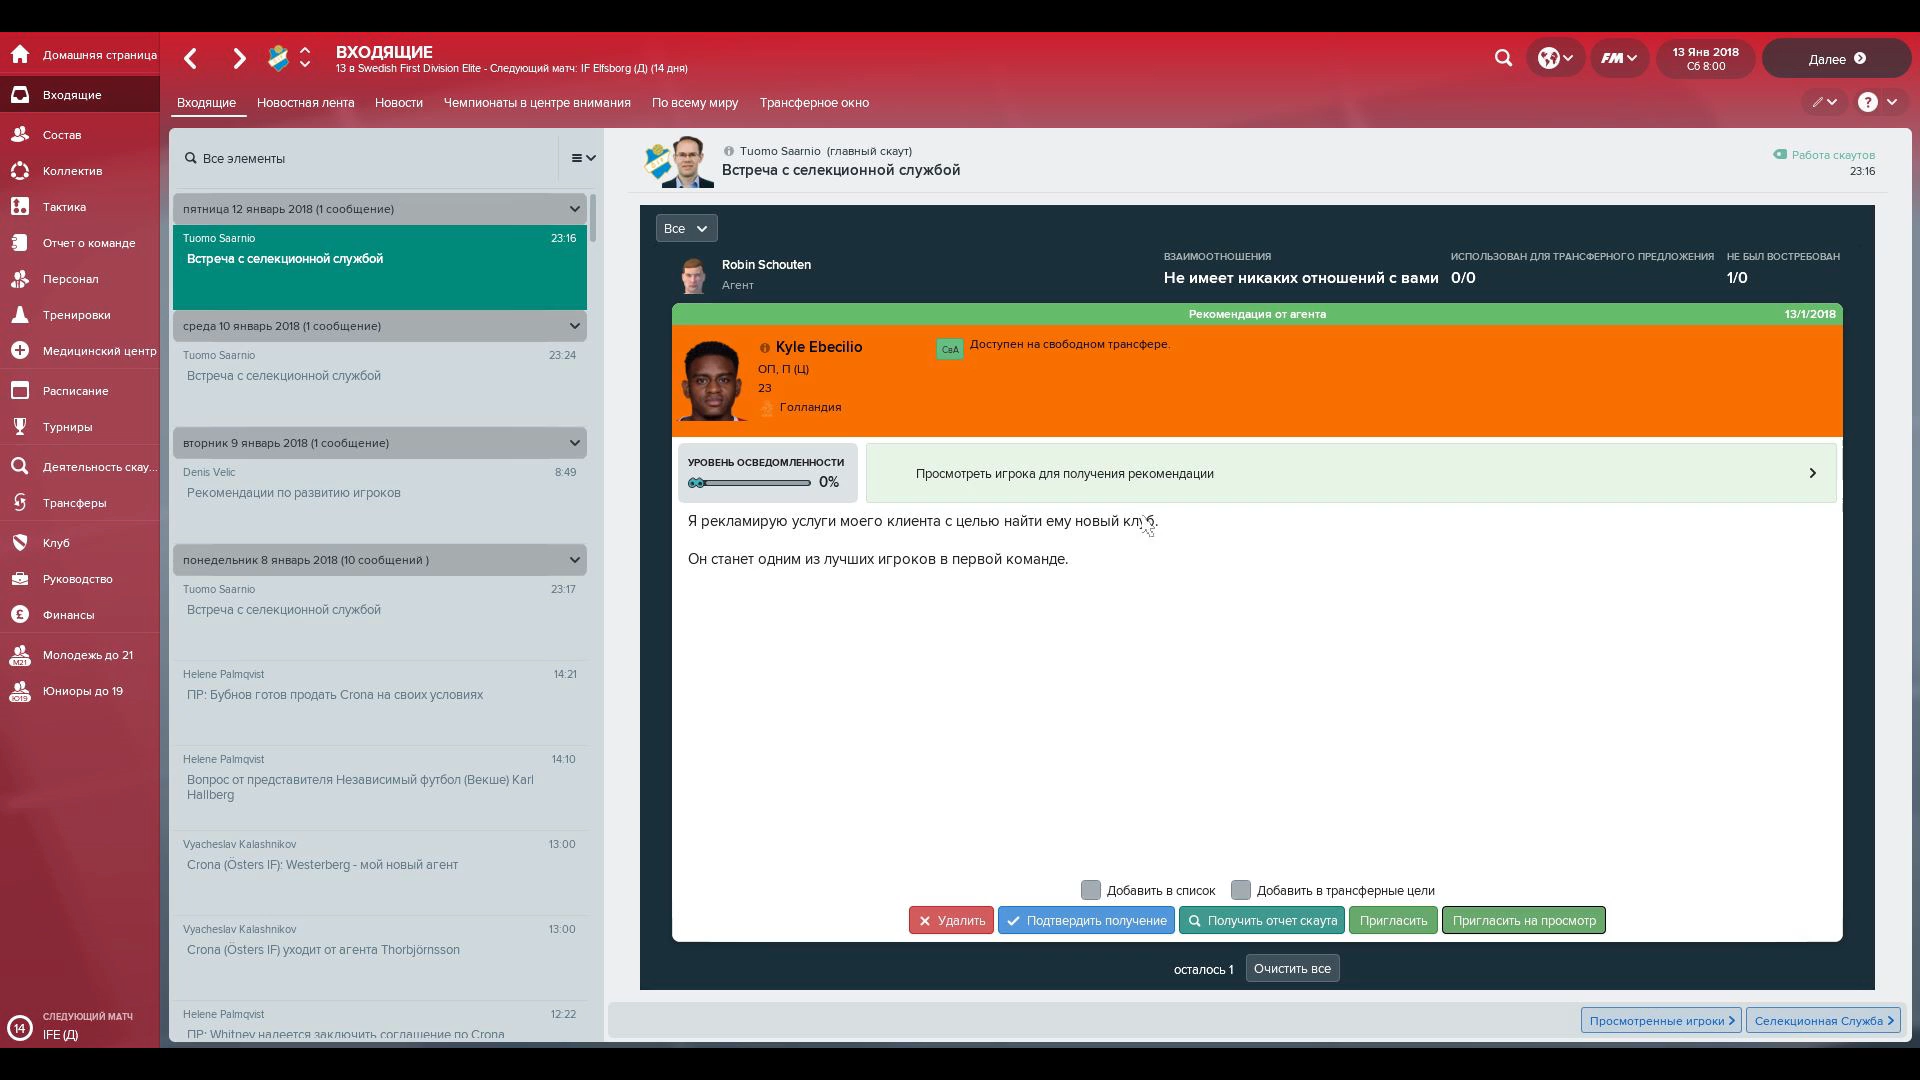 Домашняя страница
Входящие
Состав
Коллектив
Тактика
Отчет о команде
Персонал
Тренировки
Медицинский центр
Расписание
Турниры
Деятельность скау...
Трансферы
Клуб
Руководство
Финансы
M21
Молодежь до 21
Ю19
Юниоры до 19
14
СЛЕДУЮЩИЙ МАТЧ
IFE (Д)
ВХОДЯЩИЕ
13 в Swedish First Division Elite - Следующий матч: IF Elfsborg (Д) (14 дня)
FM
13 Янв 2018
Сб 8:00
Далее
Входящие
Новостная лента
Новости
Чемпионаты в центре внимания
По всему миру
Трансферное окно
?
Все элементы
пятница 12 январь 2018 (1 сообщение)
Tuomo Saarnio 23:16
Встреча с селекционной службой
среда 10 январь 2018 (1 сообщение)
Tuomo Saarnio 23:24
Встреча с селекционной службой
вторник 9 январь 2018 (1 сообщение)
Denis Velic 8:49
Рекомендации по развитию игроков
понедельник 8 январь 2018 (10 сообщений )
Tuomo Saarnio 23:17
Встреча с селекционной службой
Helene Palmqvist 14:21
ПР: Бубнов готов продать Crona на своих условиях
Helene Palmqvist 14:10
Вопрос от представителя Независимый футбол (Векше) Karl
Hallberg
Vyacheslav Kalashnikov 13:00
Crona (Östers IF): Westerberg - мой новый агент
Vyacheslav Kalashnikov 13:00
Crona (Östers IF) уходит от агента Thorbjörnsson
Helene Palmqvist 12:22
ПР: Whitney надеется заключить соглашение по Crona
Tuomo Saarnio (главный скаут)
Встреча с селекционной службой
Работа скаутов
23:16
Все
Robin Schouten
Агент
ВЗАИМООТНОШЕНИЯ
Не имеет никаких отношений с вами
ИСПОЛЬЗОВАН ДЛЯ ТРАНСФЕРНОГО ПРЕДЛОЖЕНИЯ
0/0
НЕ БЫЛ ВОСТРЕБОВАН
1/0
Рекомендация от агента 13/1/2018
Kyle Ebecilio
ОП, П (Ц)
23
Голландия
СвА
Доступен на свободном трансфере.
УРОВЕНЬ ОСВЕДОМЛЕННОСТИ
0%
Просмотреть игрока для получения рекомендации
Я рекламирую услуги моего клиента с целью найти ему новый клуб.
Он станет одним из лучших игроков в первой команде.
Добавить в список
Добавить в трансферные цели
Удалить
Подтвердить получение
Получить отчет скаута
Пригласить
Пригласить на просмотр
осталось 1
Очистить все
Просмотренные игроки
Селекционная Служба